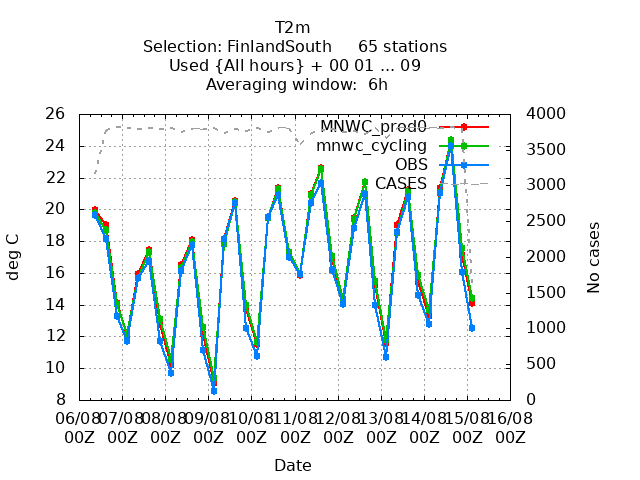 T2m
Selection: FinlandSouth     65 stations
Used {All hours} + 00 01 ... 09
Averaging window:  6h
26 4000
24 3500
22 3000
20 2500
18 2000
16 1500
14 1000
12 500
10 0
8
MNWC_prod0
mnwc_cycling
OBS
CASES
deg C
No cases
06/08 07/08 08/08 09/08 10/08 11/08 12/08 13/08 14/08 15/08 16/08
00Z 00Z 00Z 00Z 00Z 00Z 00Z 00Z 00Z 00Z 00Z
Date